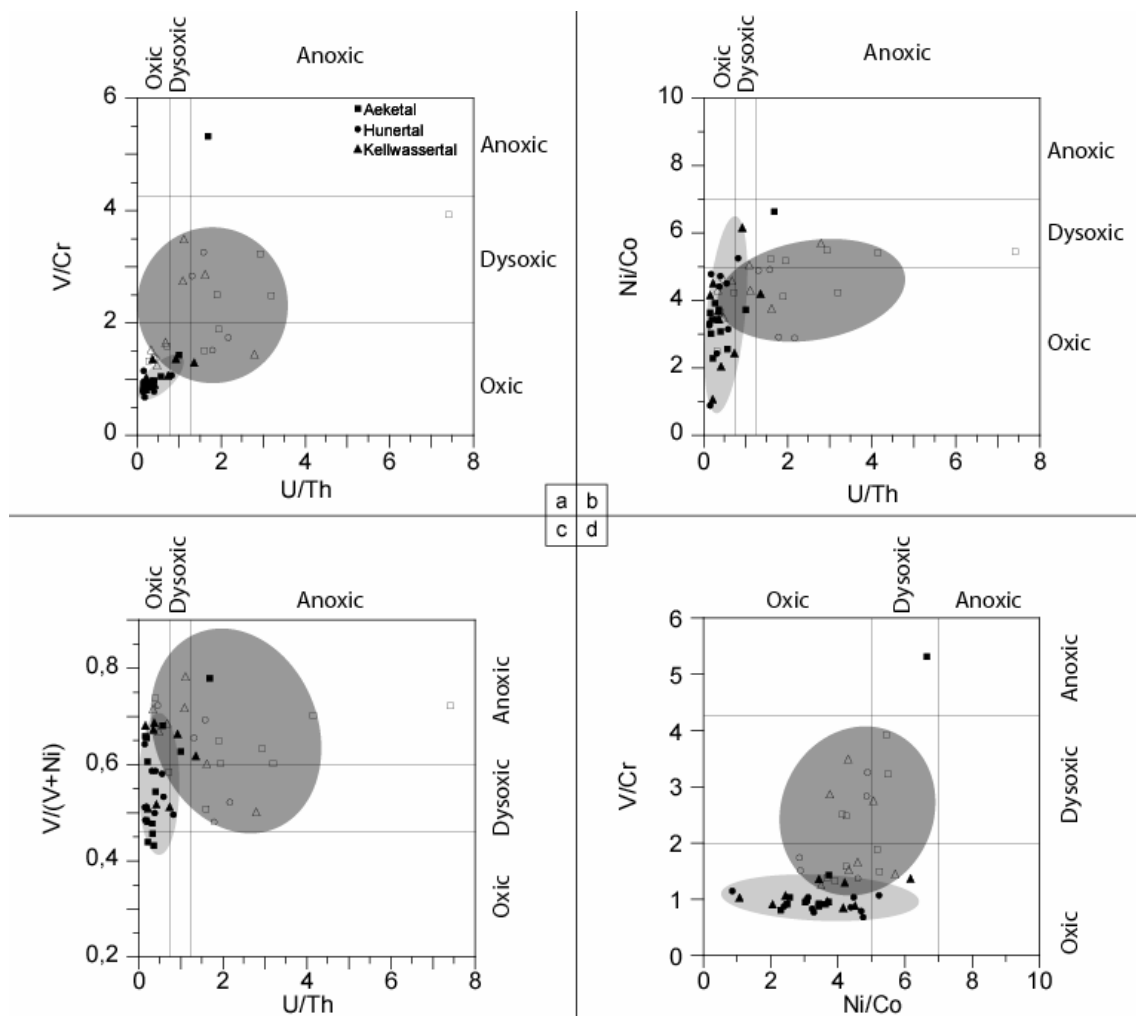 Oxic
Dysoxic
Anoxic
6
4
2
0
V/Cr
Aeketal
Hunertal
Kellwassertal
Anoxic
Dysoxic
Oxic
0 2 4 6 8
U/Th
Oxic
Dysoxic
Anoxic
10
8
6
4
2
0
Ni/Co
Anoxic
Dysoxic
Oxic
0 2 4 6 8
U/Th
a b
c d
Oxic
Dysoxic
Anoxic
0,8
0,6
0,4
0,2
V/(V+Ni)
Anoxic
Dysoxic
Oxic
0 2 4 6 8
U/Th
Oxic
Dysoxic
Anoxic
6
5
4
3
2
1
0
V/Cr
Anoxic
Dysoxic
Oxic
0 2 4 6 8 10
Ni/Co